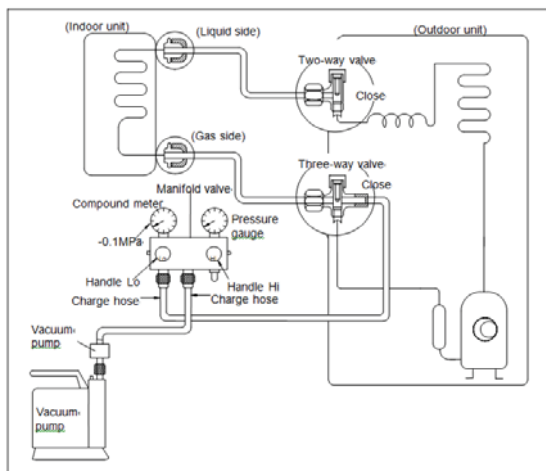 (Indoor unit)
(Liquid side)
(Outdoor unit)
Two-way valve
Close
(Gas side)
Three-way valve
Close
Manifold valve
Compound meter
Pressure
gauge
-0.1MPa
Handle Lo
Handle Hi
Charge hose
Charge hose
Vacuum-
pump
Vacuum-
pump